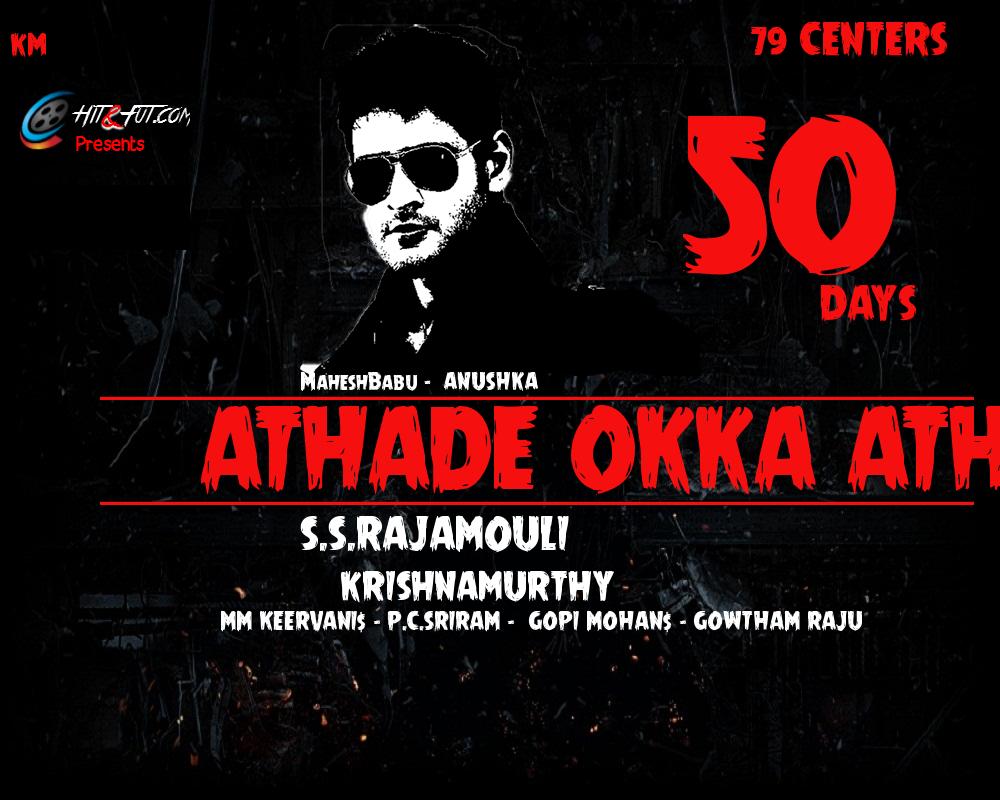 KM
79 CENTERS
HIT&FUT.COM
Presents
50
DAYS
MAHESHBABU - ANUSHKA
ATHADE OKKA ATH
S.S.RAJAMOULI
KRISHNAMURTHY
MM KEERVANI$ - P.C.SRIRAM - GOPI MOHAN$ - GOWTHAM RAJU